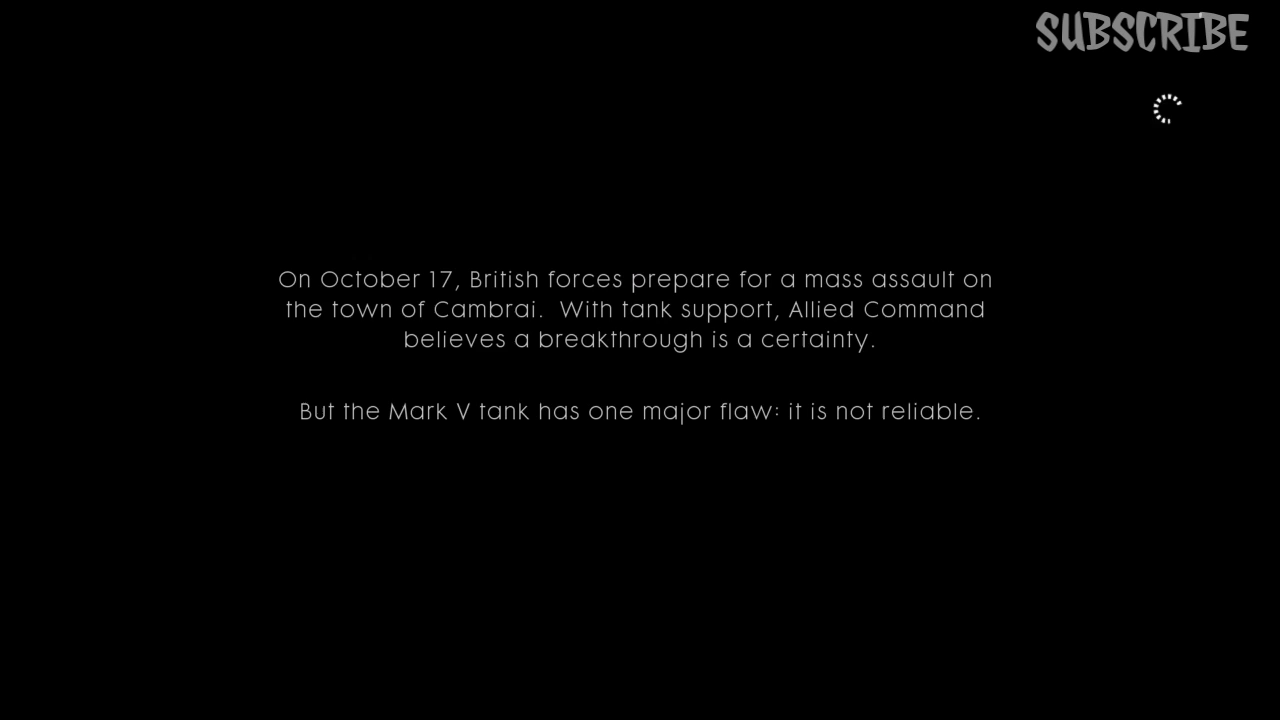 SUBSCRIBE
On October 17, British forces prepare for a mass assault on
the town of Cambrai.  With tank support, Allied Command
believes a breakthrough is a certainty.
But the Mark V tank has one major flaw: it is not reliable.